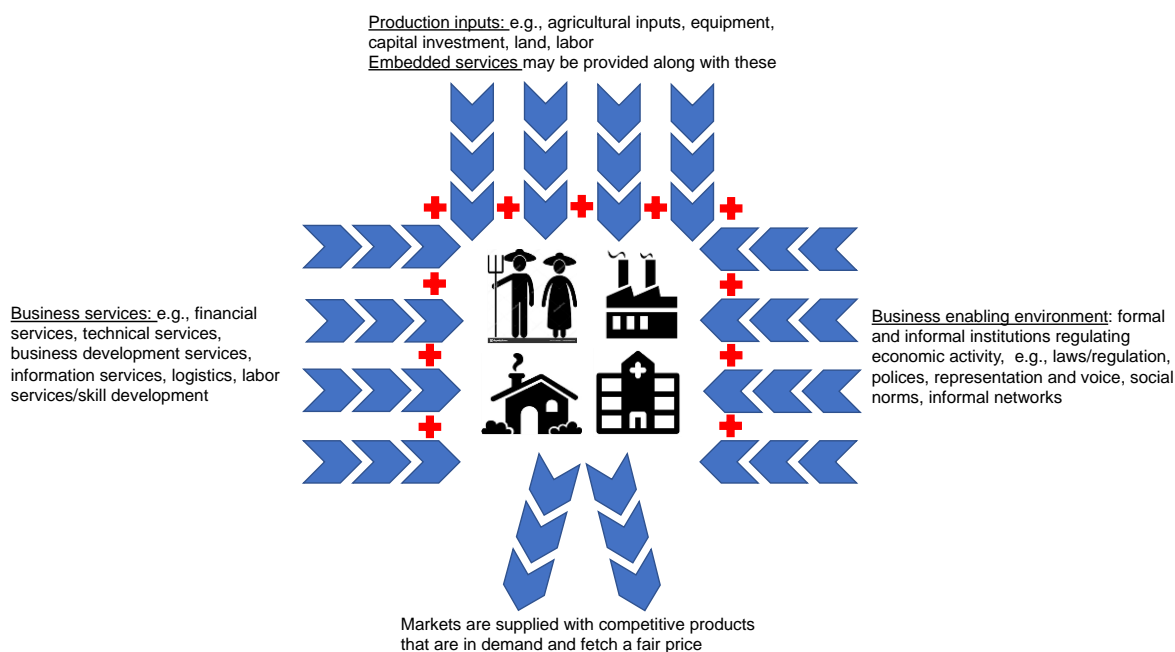 Production inputs: e.g., agricultural inputs, equipment,
capital investment, land, labor
Embedded services may be provided along with these
Business services: e.g., financial
services, technical services,
business development services,
information services, logistics, labor
services/skill development
Business enabling environment: formal
and informal institutions regulating
economic activity, e.g., laws/regulation,
polices, representation and voice, social
norms, informal networks
Markets are supplied with competitive products
that are in demand and fetch a fair price